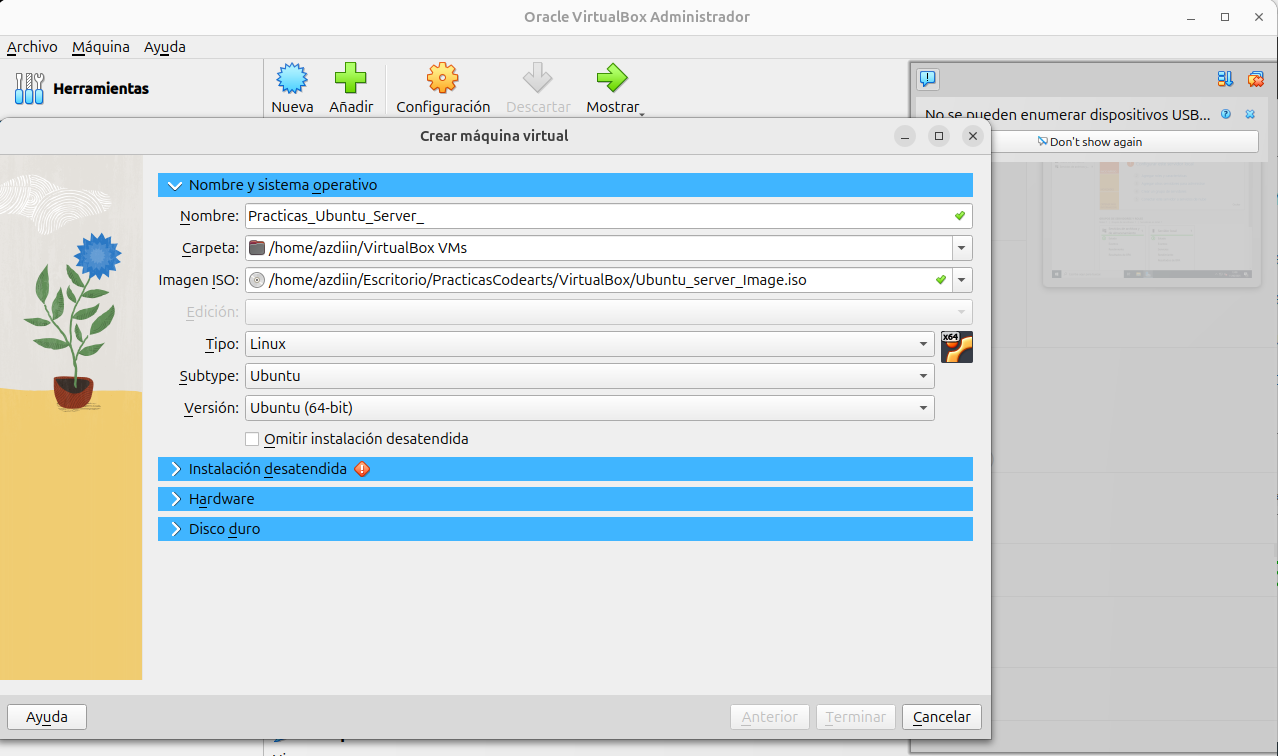 Oracle VirtualBox Administrador
Archivo Máquina Ayuda
Herramientas
Nueva Añadir Configuración Descartar Mostrar
No se pueden enumerar dispositivos USB...
Don't show again
Crear máquina virtual
Nombre y sistema operativo
Nombre: Practicas_Ubuntu_Server_
Carpeta: /home/azdiin/VirtualBox VMs
Imagen ISO: /home/azdiin/Escritorio/PracticasCodearts/VirtualBox/Ubuntu_server_Image.iso
Edición:
Tipo: Linux
x64
Subtype: Ubuntu
Versión: Ubuntu (64-bit)
Omitir instalación desatendida
Instalación desatendida
Hardware
Disco duro
Ayuda Anterior Terminar Cancelar